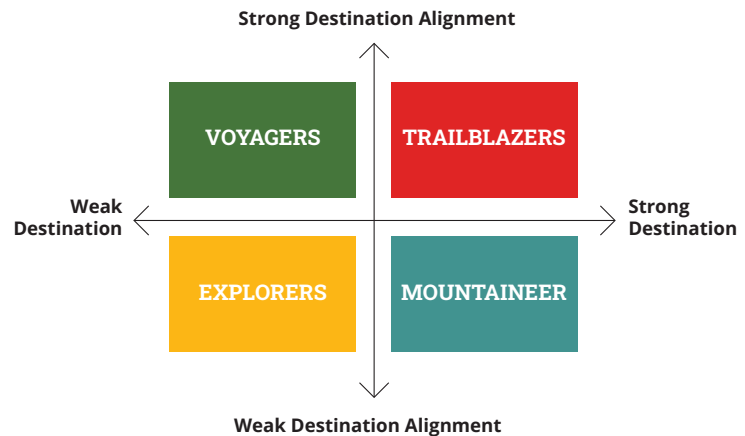 Strong Destination Alignment
VOYAGERS
TRAILBLAZERS
Weak
Destination
Strong
Destination
EXPLORERS
MOUNTAINEER
Weak Destination Alignment